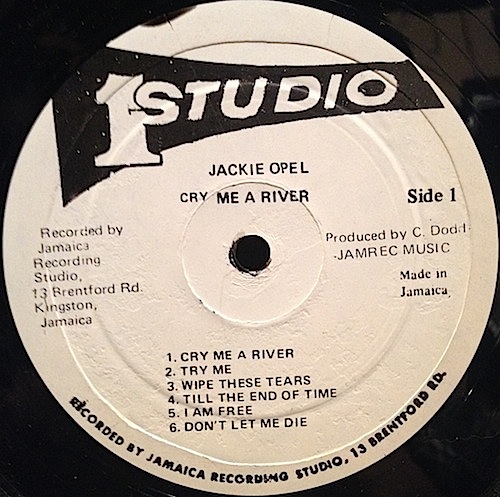 1 STUDIO
JACKIE OPEL
CRY ME A RIVER
Side 1
Recorded by
Jamaica
Recording
Studio,
13 Brentford Rd.
Kingston,
Jamaica
Produced by C. Dodd
JAMREC MUSIC
Made in
Jamaica
1. CRY ME A RIVER
2. TRY ME
3. WIPE THESE TEARS
4. TILL THE END OF TIME
5. I AM FREE
6. DON'T LET ME DIE
RECORDED BY JAMAICA RECORDING STUDIO, 13 BRENTFORD RD.